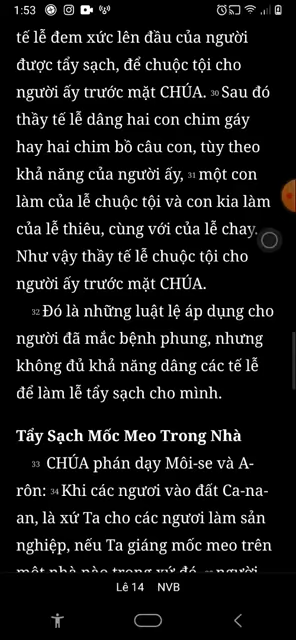 1:53
tế lễ đem xức lên đầu của người
được tẩy sạch, để chuộc tội cho
người ấy trước mặt CHÚA. 30 Sau đó
thầy tế lễ dâng hai con chim gáy
hay hai chim bồ câu con, tùy theo
khả năng của người ấy, 31 một con
làm của lễ chuộc tội và con kia làm
của lễ thiêu, cùng với của lễ chay.
Như vậy thầy tế lễ chuộc tội cho
người ấy trước mặt CHÚA.
32 Đó là những luật lệ áp dụng cho
người đã mắc bệnh phung, nhưng
không đủ khả năng dâng các tế lễ
để làm lễ tẩy sạch cho mình.
Tẩy Sạch Mốc Meo Trong Nhà
33 CHÚA phán dạy Môi-se và A-
rôn: 34 Khi các ngươi vào đất Ca-na-
an, là xứ Ta cho các ngươi làm sản
nghiệp, nếu Ta giáng mốc meo trên
một nhà nào trong xứ đó, người
Lê 14 NVB